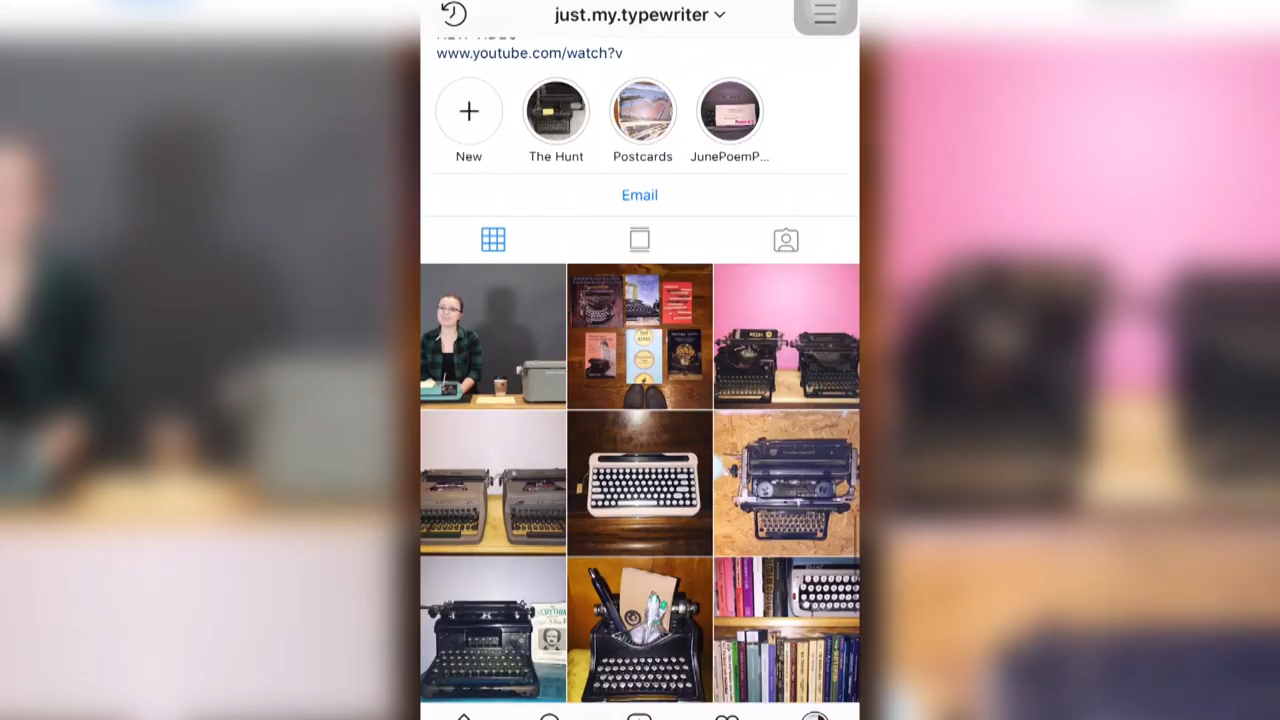 just.my.typewriter
www.youtube.com/watch?v
New
The Hunt
Postcards
JunePoemP...
Email